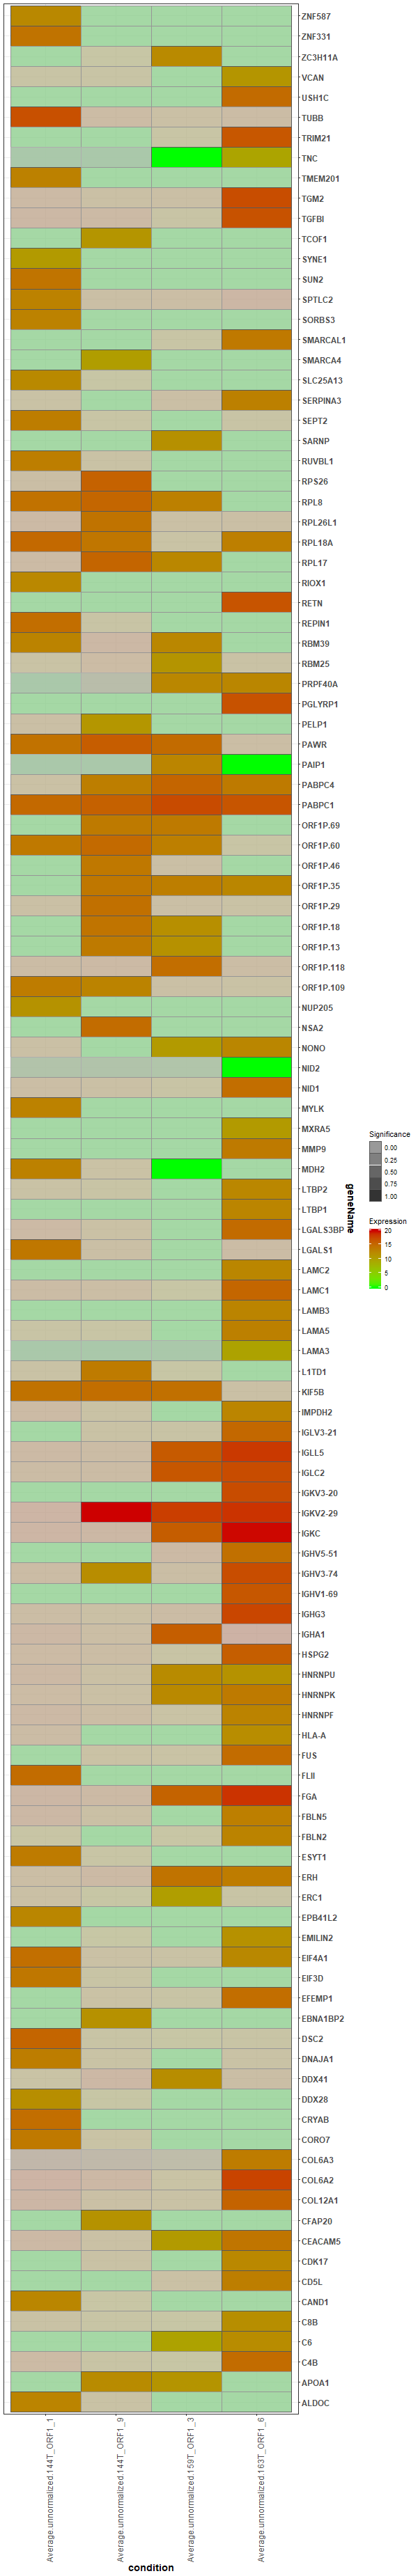 ZNF587
ZNF331
ZC3H11A
VCAN
USH1C
TUBB
TRIM21
TNC
TMEM201
TGM2
TGFBI
TCOF1
SYNE1
SUN2
SPTLC2
SORBS3
SMARCAL1
SMARCA4
SLC25A13
SERPINA3
SEPT2
SARNP
RUVBL1
RPS26
RPL8
RPL26L1
RPL18A
RPL17
RIOX1
RETN
REPIN1
RBM39
RBM25
PRPF40A
PGLYRP1
PELP1
PAWR
PAIP1
PABPC4
PABPC1
ORF1P.69
ORF1P.60
ORF1P.46
ORF1P.35
ORF1P.29
ORF1P.18
ORF1P.13
ORF1P.118
ORF1P.109
NUP205
NSA2
NONO
NID2
NID1
MYLK
MXRA5
MMP9
MDH2
LTBP2
LTBP1
LGALS3BP
LGALS1
LAMC2
LAMC1
LAMB3
LAMA5
LAMA3
L1TD1
KIF5B
IMPDH2
IGLV3-21
IGLL5
IGLC2
IGKV3-20
IGKV2-29
IGKC
IGHV5-51
IGHV3-74
IGHV1-69
IGHG3
IGHA1
HSPG2
HNRNPU
HNRNPK
HNRNPF
HLA-A
FUS
FLII
FGA
FBLN5
FBLN2
ESYT1
ERH
ERC1
EPB41L2
EMILIN2
EIF4A1
EIF3D
EFEMP1
EBNA1BP2
DSC2
DNAJA1
DDX41
DDX28
CRYAB
CORO7
COL6A3
COL6A2
COL12A1
CFAP20
CEACAM5
CDK17
CD5L
CAND1
C8B
C6
C4B
APOA1
ALDOC
geneName
Significance
0.00
0.25
0.50
0.75
1.00
Expression
20
15
10
5
0
Average.unnormalized.144T_ORF1_1
Average.unnormalized.144T_ORF1_9
Average.unnormalized.159T_ORF1_3
Average.unnormalized.163T_ORF1_6
condition